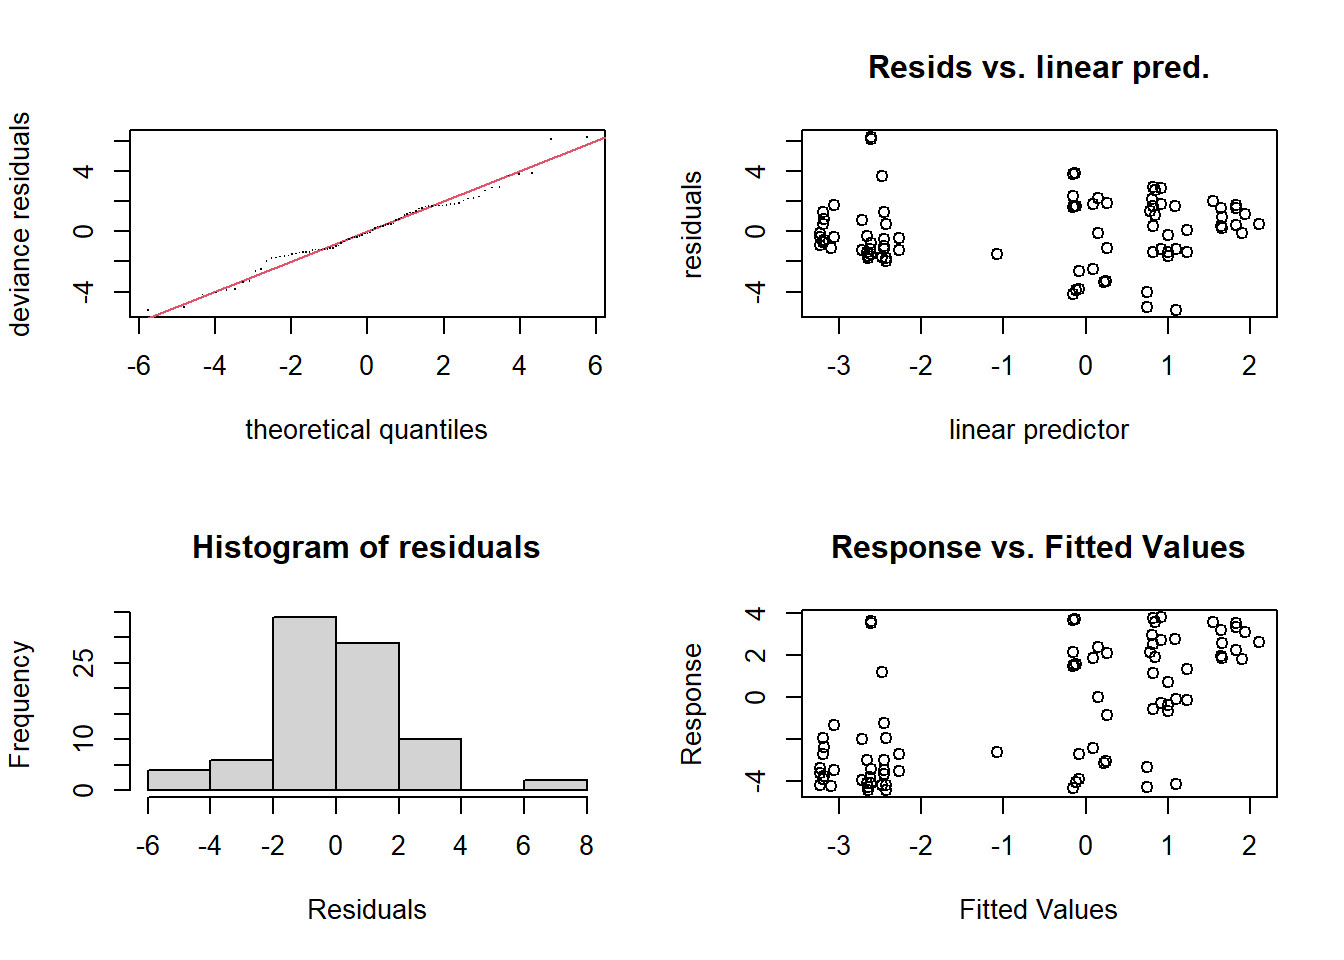 deviance residuals
4
0
-4
-6 -4 -2 0 2 4 6
theoretical quantiles
Resids vs. linear pred.
residuals
4
0
-4
-3 -2 -1 0 1 2
linear predictor
Histogram of residuals
Frequency
25
10
0
-6 -4 -2 0 2 4 6 8
Residuals
Response vs. Fitted Values
Response
4
2
0
-4
-3 -2 -1 0 1 2
Fitted Values